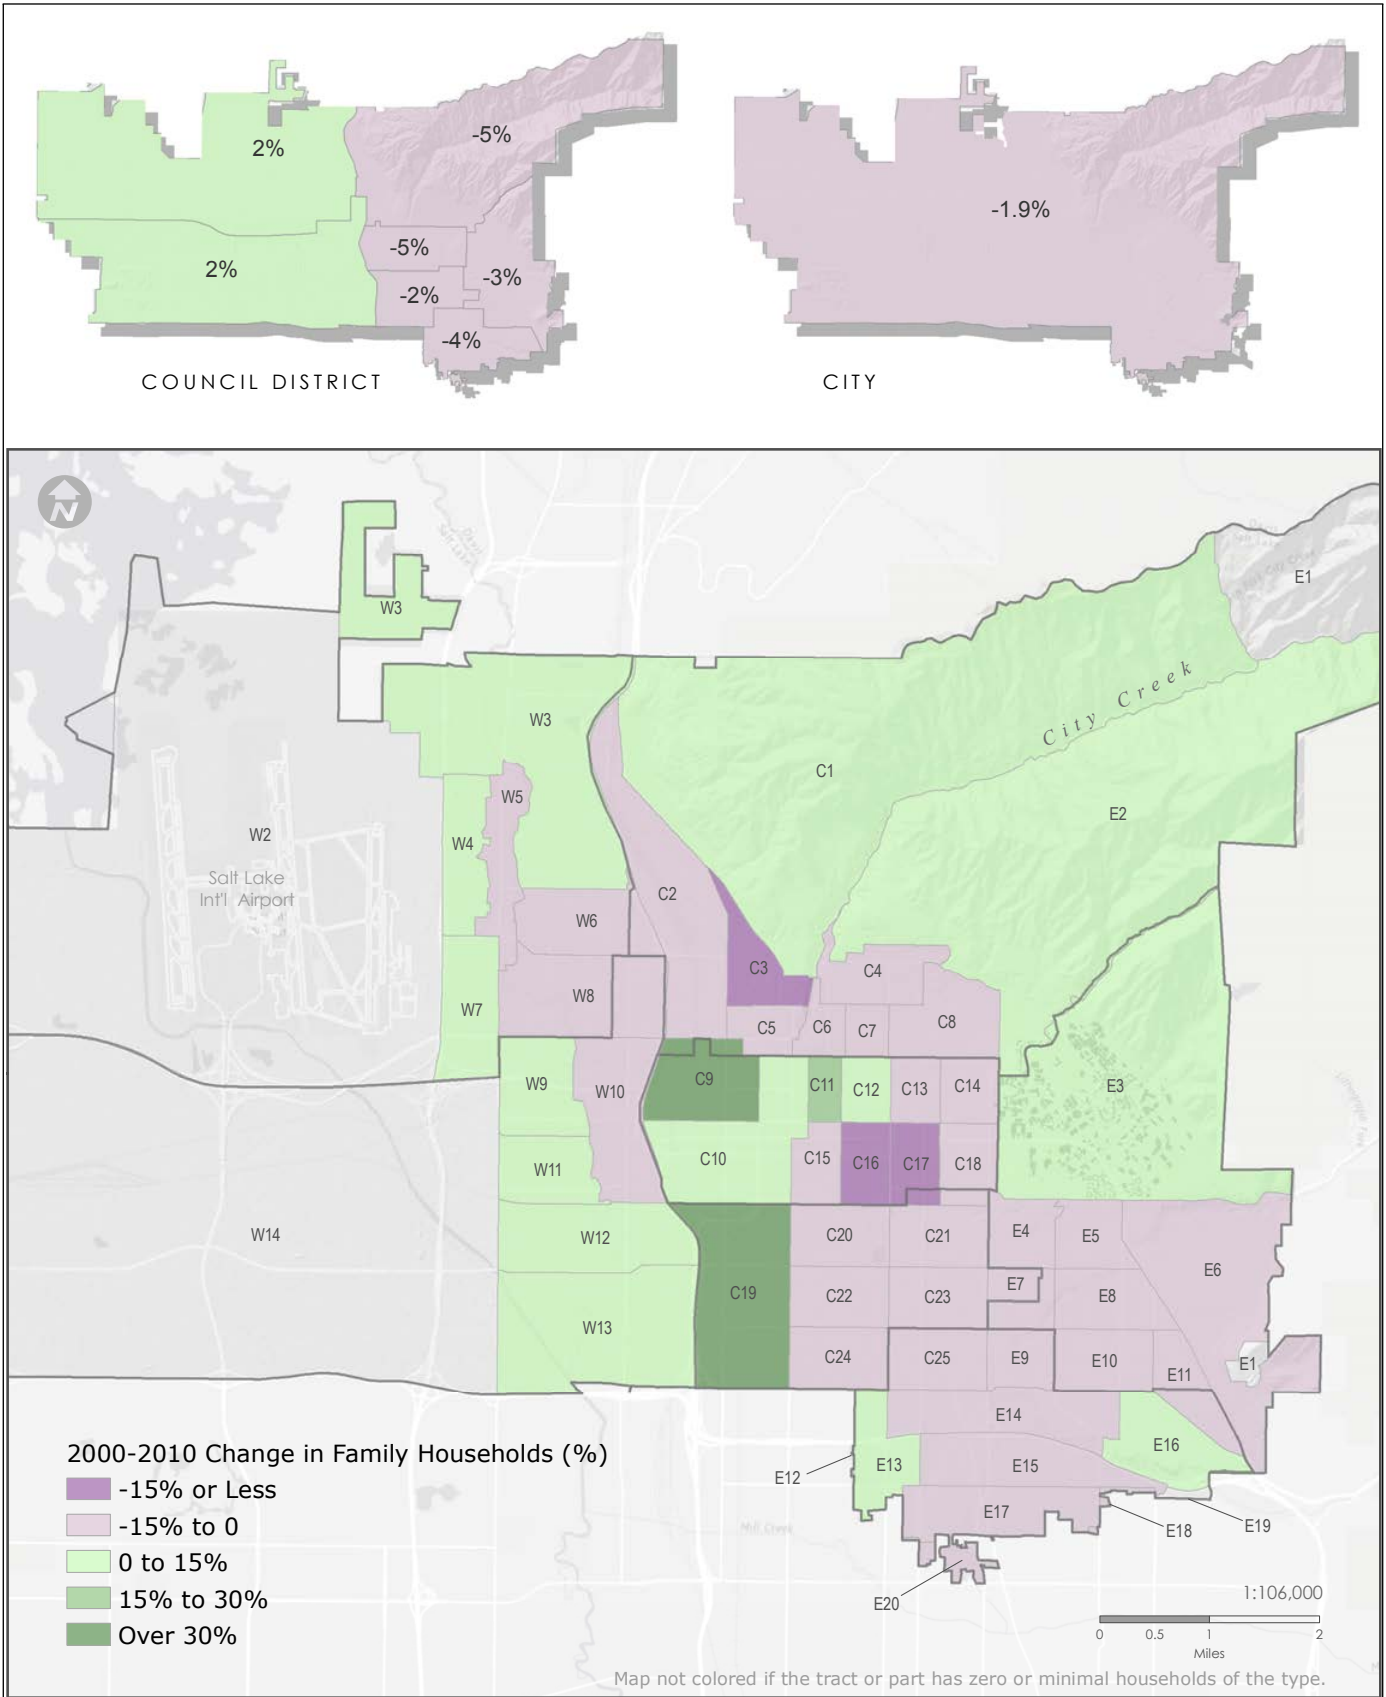 2%
-5%
2%
-5%
-3%
-2%
-4%
COUNCIL DISTRICT
-1.9%
CITY
N
E1
W3
W3
City Creek
C1
W5
E2
W2
W4
Salt Lake
Int'l Airport
C2
W6
C3
C4
W8
W7
C5
C6
C7
C8
C9
W9
W10
C11
C12
C13
C14
E3
W11
C10
C15
C16
C17
C18
W14
W12
C20
C21
E4
E5
E6
C19
C22
C23
E7
E8
W13
C24
C25
E9
E10
E11
E1
E14
E16
E12
E13
E15
E17
E18
E19
E20
Mill Creek
2000-2010 Change in Family Households (%)
-15% or Less
-15% to 0
0 to 15%
15% to 30%
Over 30%
1:106,000
0 0.5 1 2
Miles
Map not colored if the tract or part has zero or minimal households of the type.